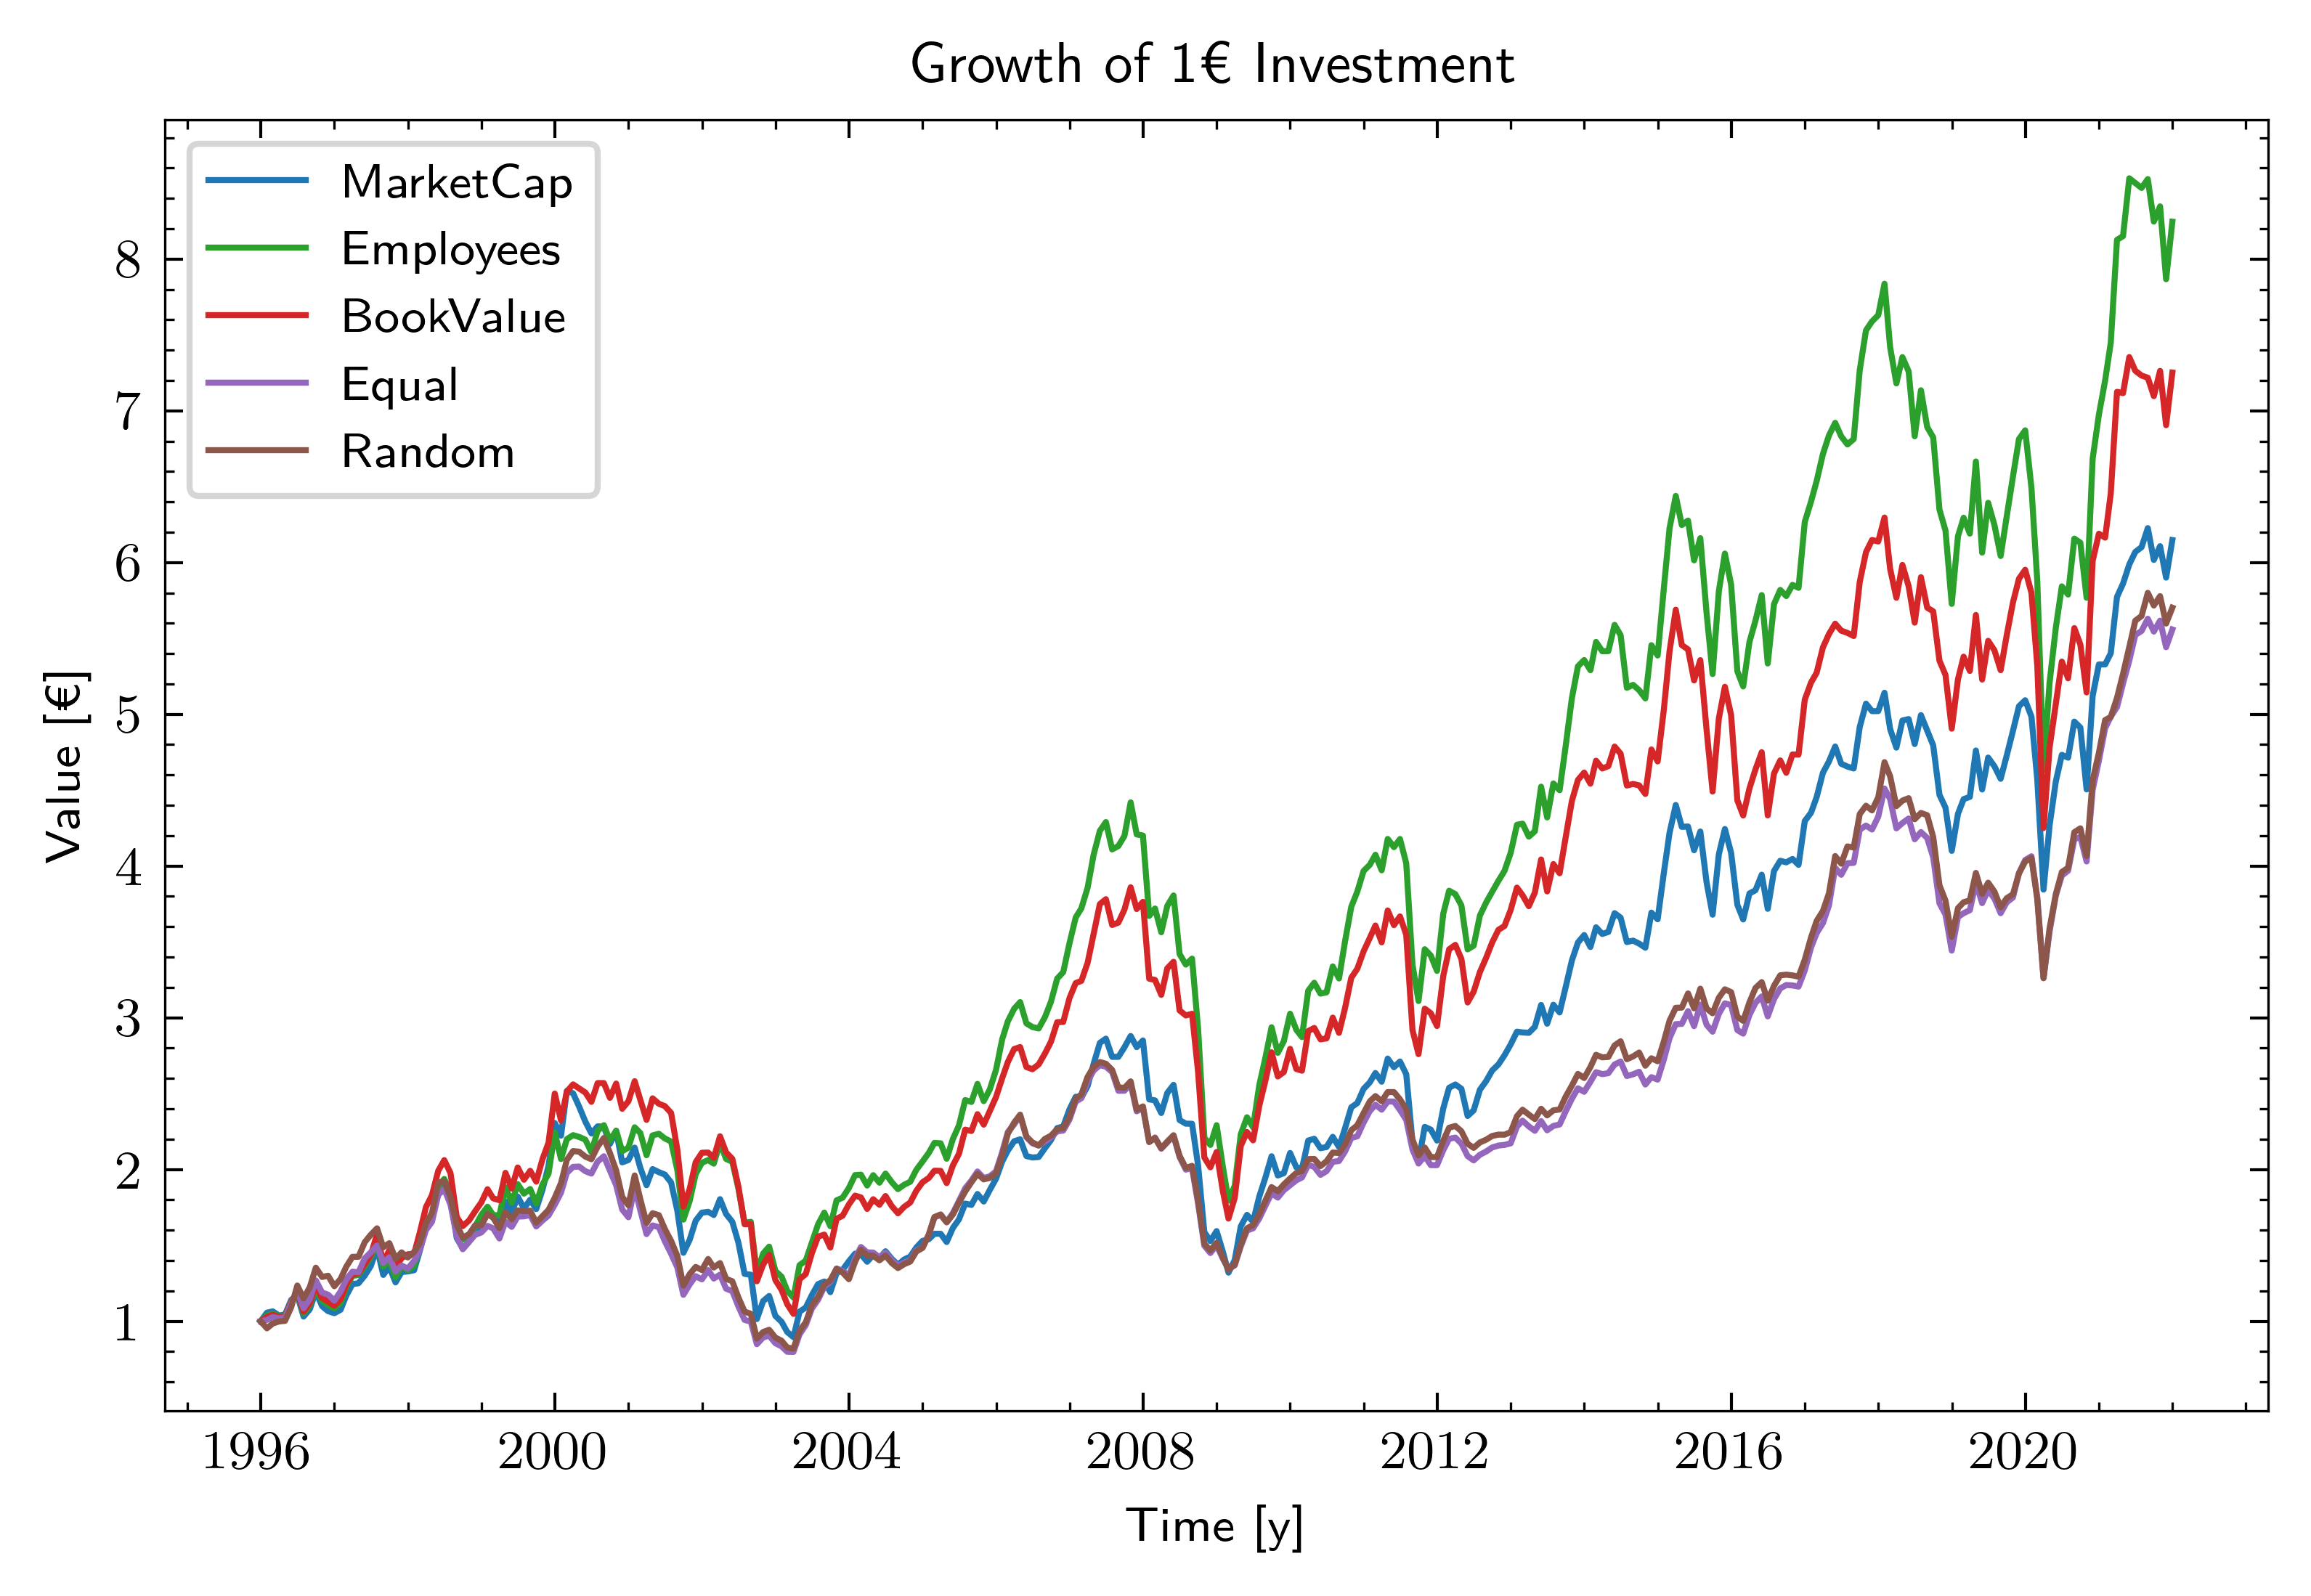 Growth of 1€ Investment
MarketCap
Employees
BookValue
Equal
Random
8
7
6
5
4
3
2
1
Value [€]
1996 2000 2004 2008 2012 2016 2020
Time [y]